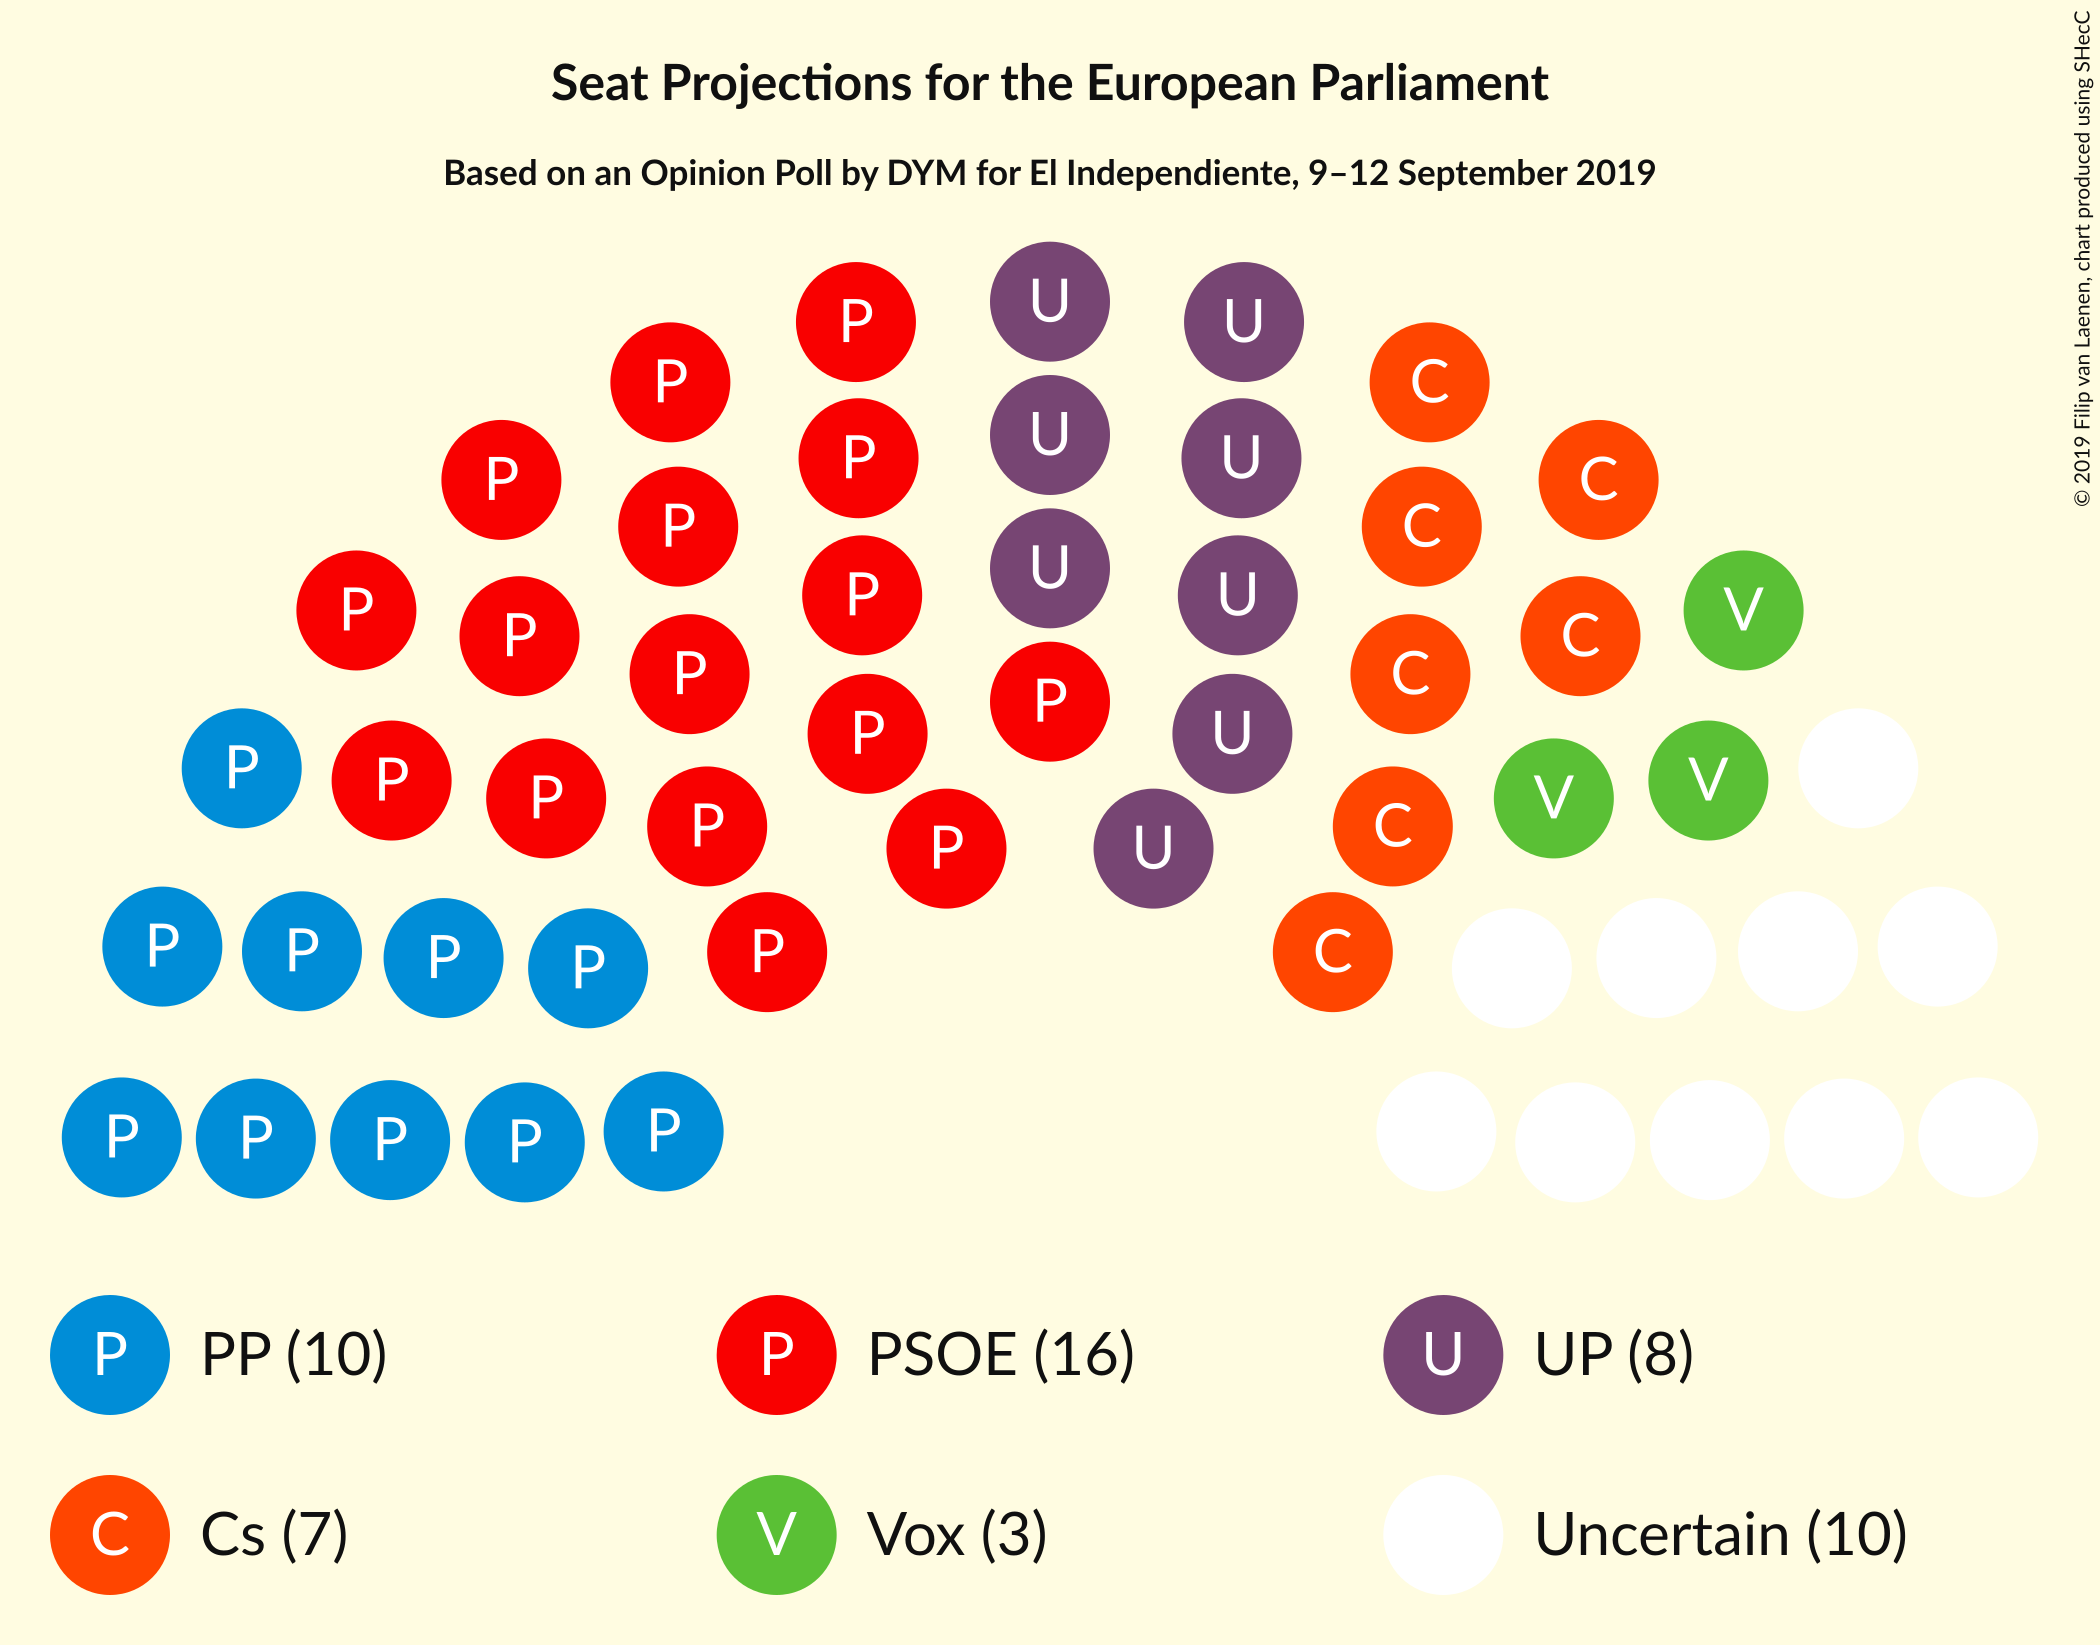 Seat Projections for the European Parliament
Based on an Opinion Poll by DYM for El Independiente, 9–12 September 2019
© 2019 Filip van Laenen, chart produced using SHecC
P U U
P C
P P U U C
P P U U C
P P P C V
P P C
P P P U
P P P V V
P P P U C
P P P P P C
P P P P P
P PP (10) P PSOE (16) U UP (8)
C Cs (7) V Vox (3) Uncertain (10)